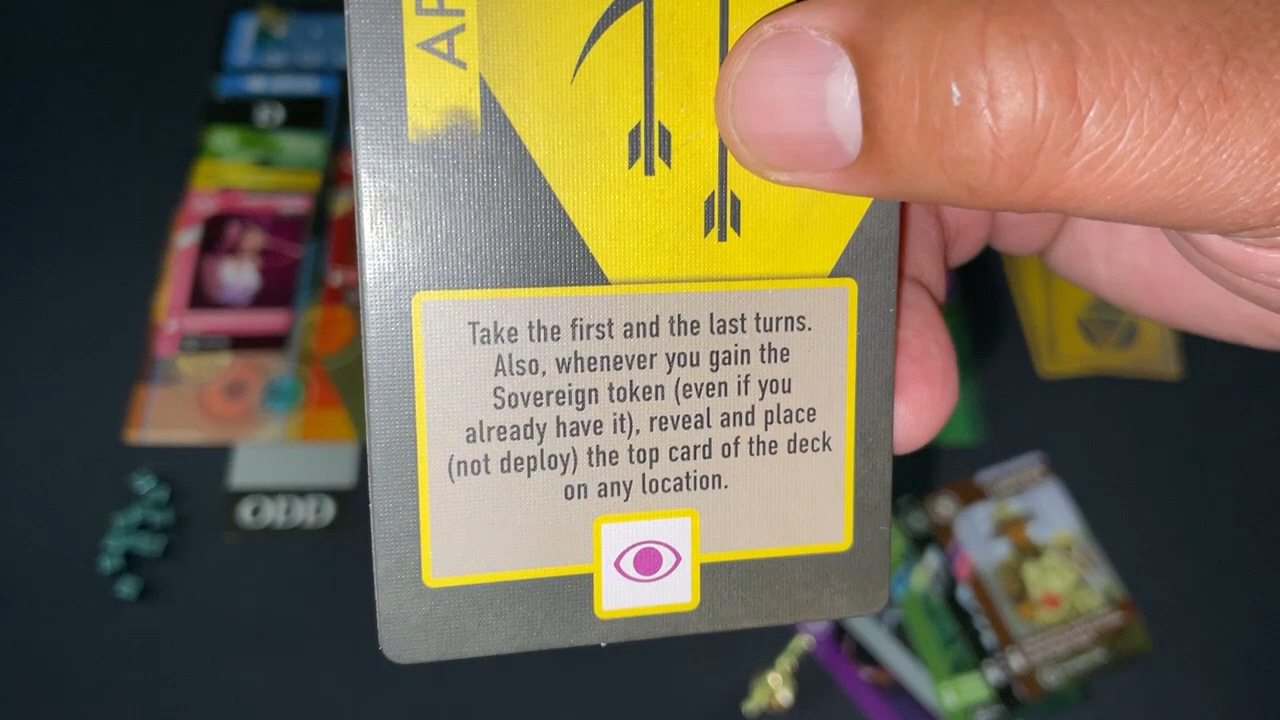 AR
Take the first and the last turns.
Also, whenever you gain the
Sovereign token (even if you
already have it), reveal and place
(not deploy) the top card of the deck
on any location.
ODD